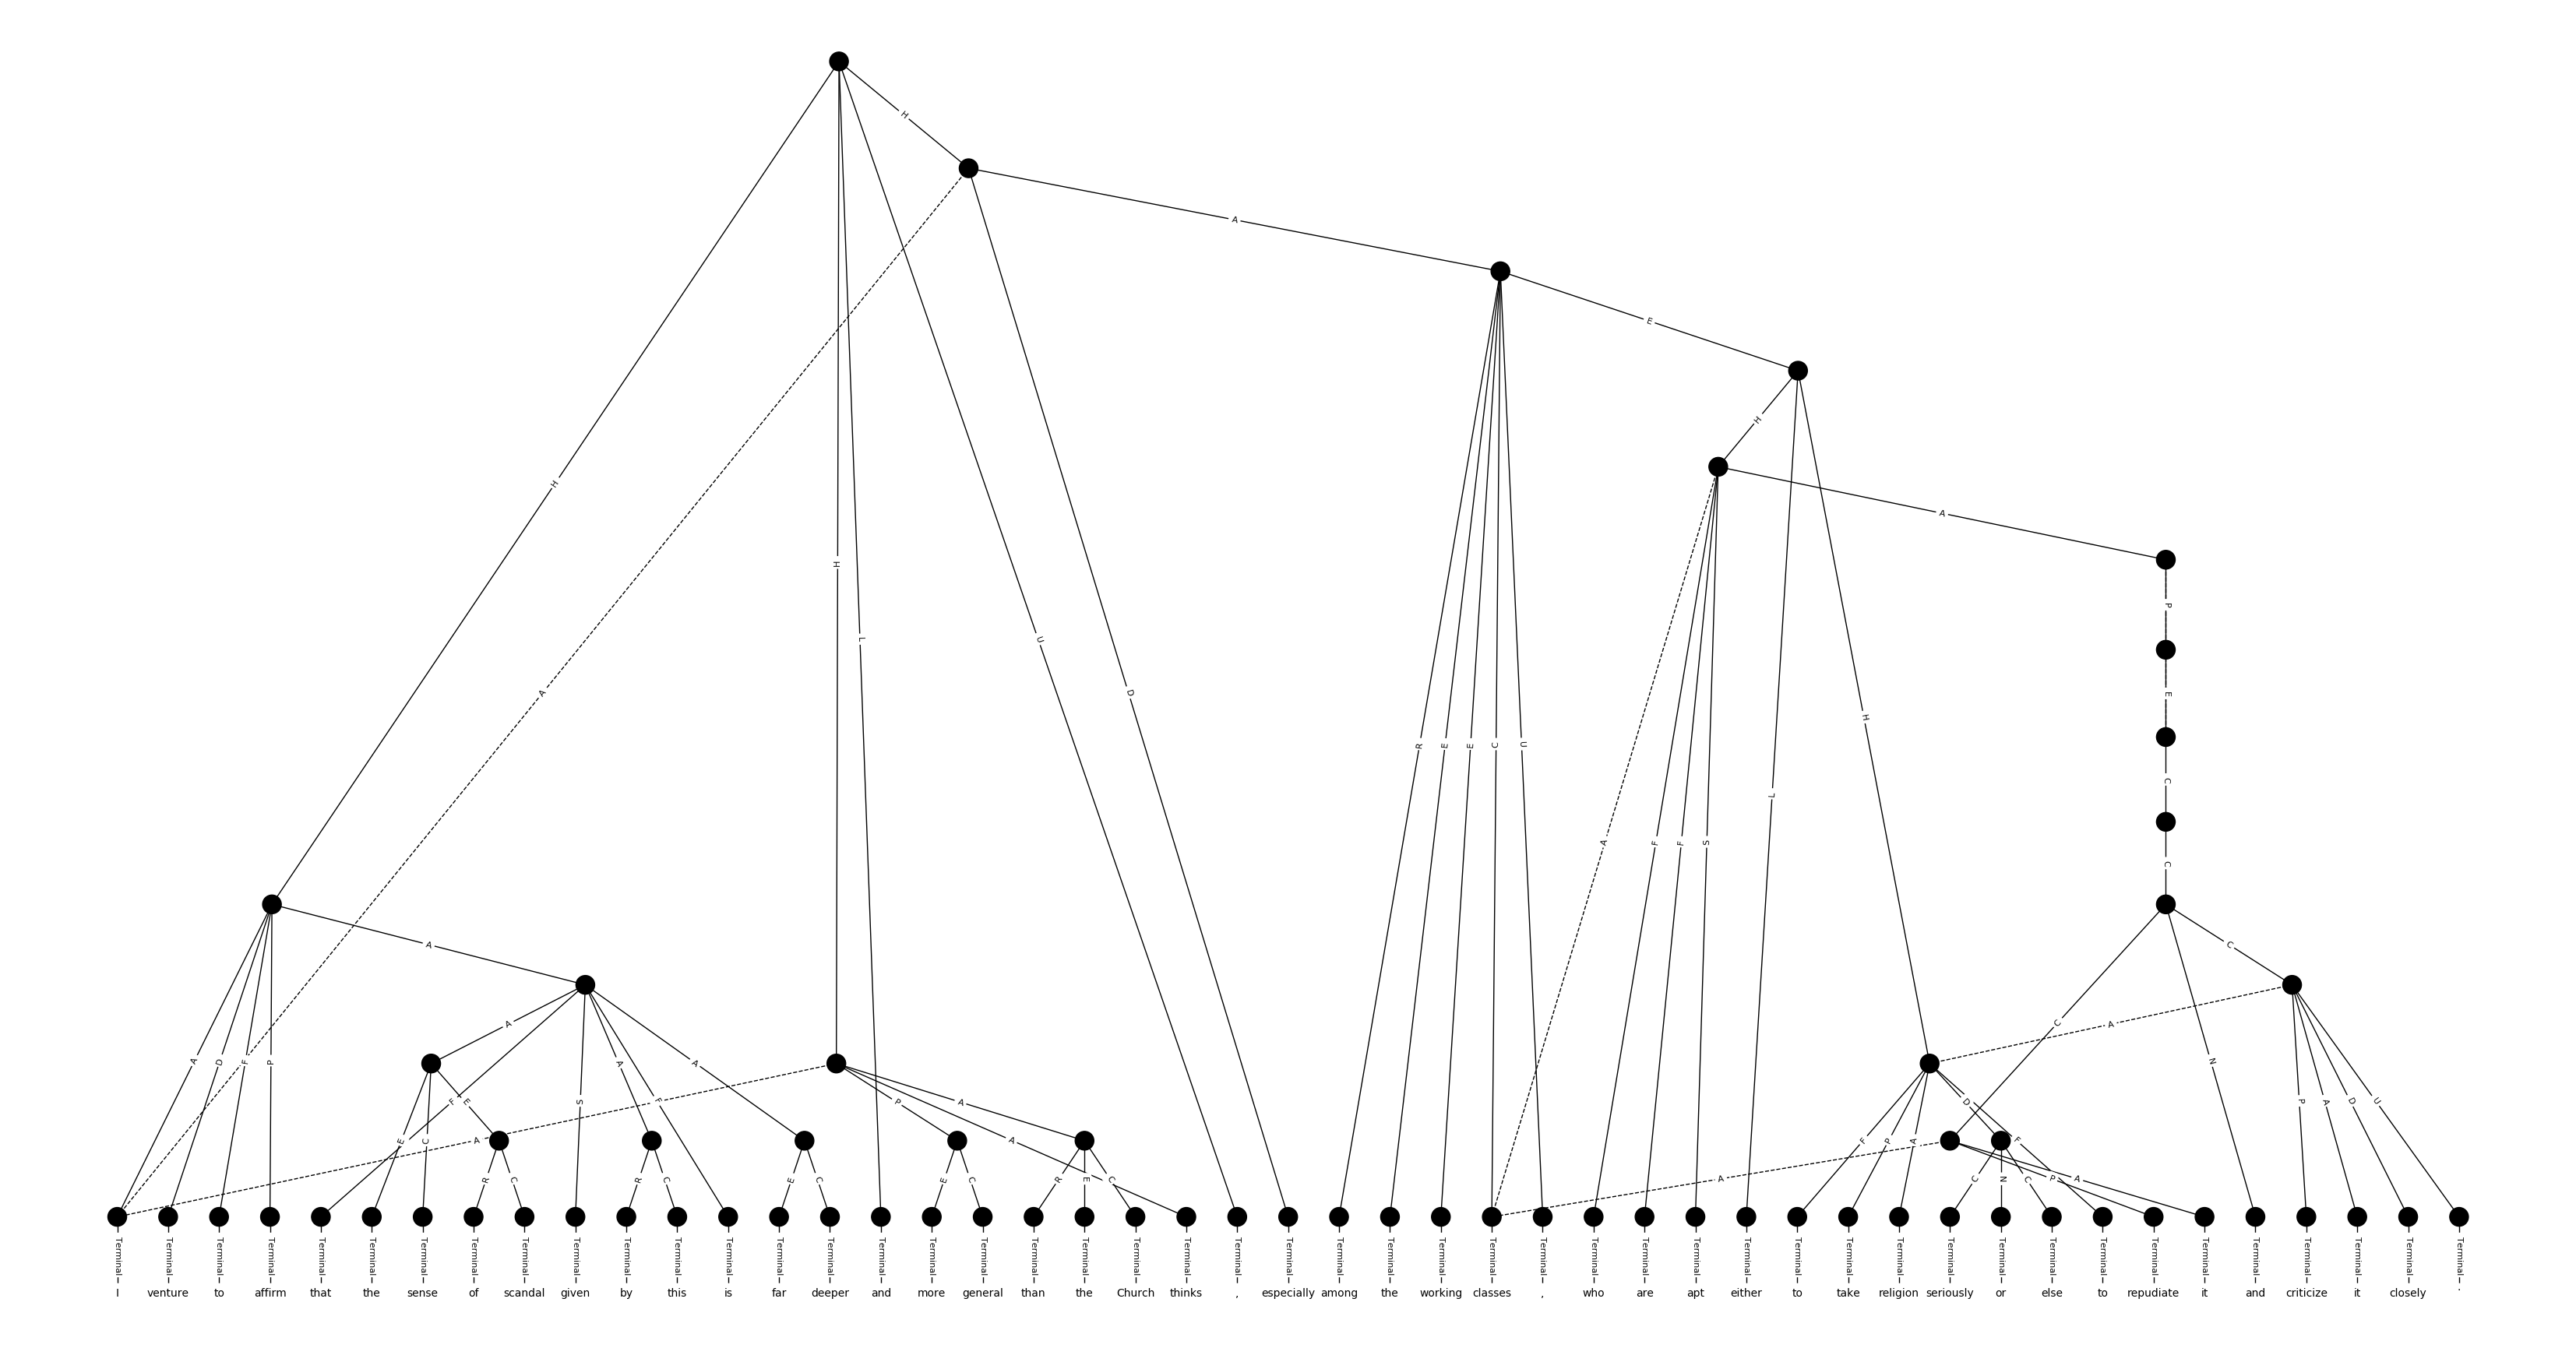 H
A
E
H
A
H
P
H
L
U
D
E
A
R E E C U
H
L
C
A F F S
C
A
C
C
A
A
A D F P
A
A
N
F E
S
F
P
A
D
P A D U
E C
A
A
F P A
F
R C
R C
E C
E C
R E C
A
C N C
P A
Terminal Terminal Terminal Terminal Terminal Terminal Terminal Terminal Terminal Terminal Terminal Terminal Terminal Terminal Terminal Terminal Terminal Terminal Terminal Terminal Terminal Terminal Terminal Terminal Terminal Terminal Terminal Terminal Terminal Terminal Terminal Terminal Terminal Terminal Terminal Terminal Terminal Terminal Terminal Terminal Terminal Terminal Terminal Terminal Terminal Terminal Terminal
I venture to affirm that the sense of scandal given by this is far deeper and more general than the Church thinks , especially among the working classes , who are apt either to take religion seriously or else to repudiate it and criticize it closely .